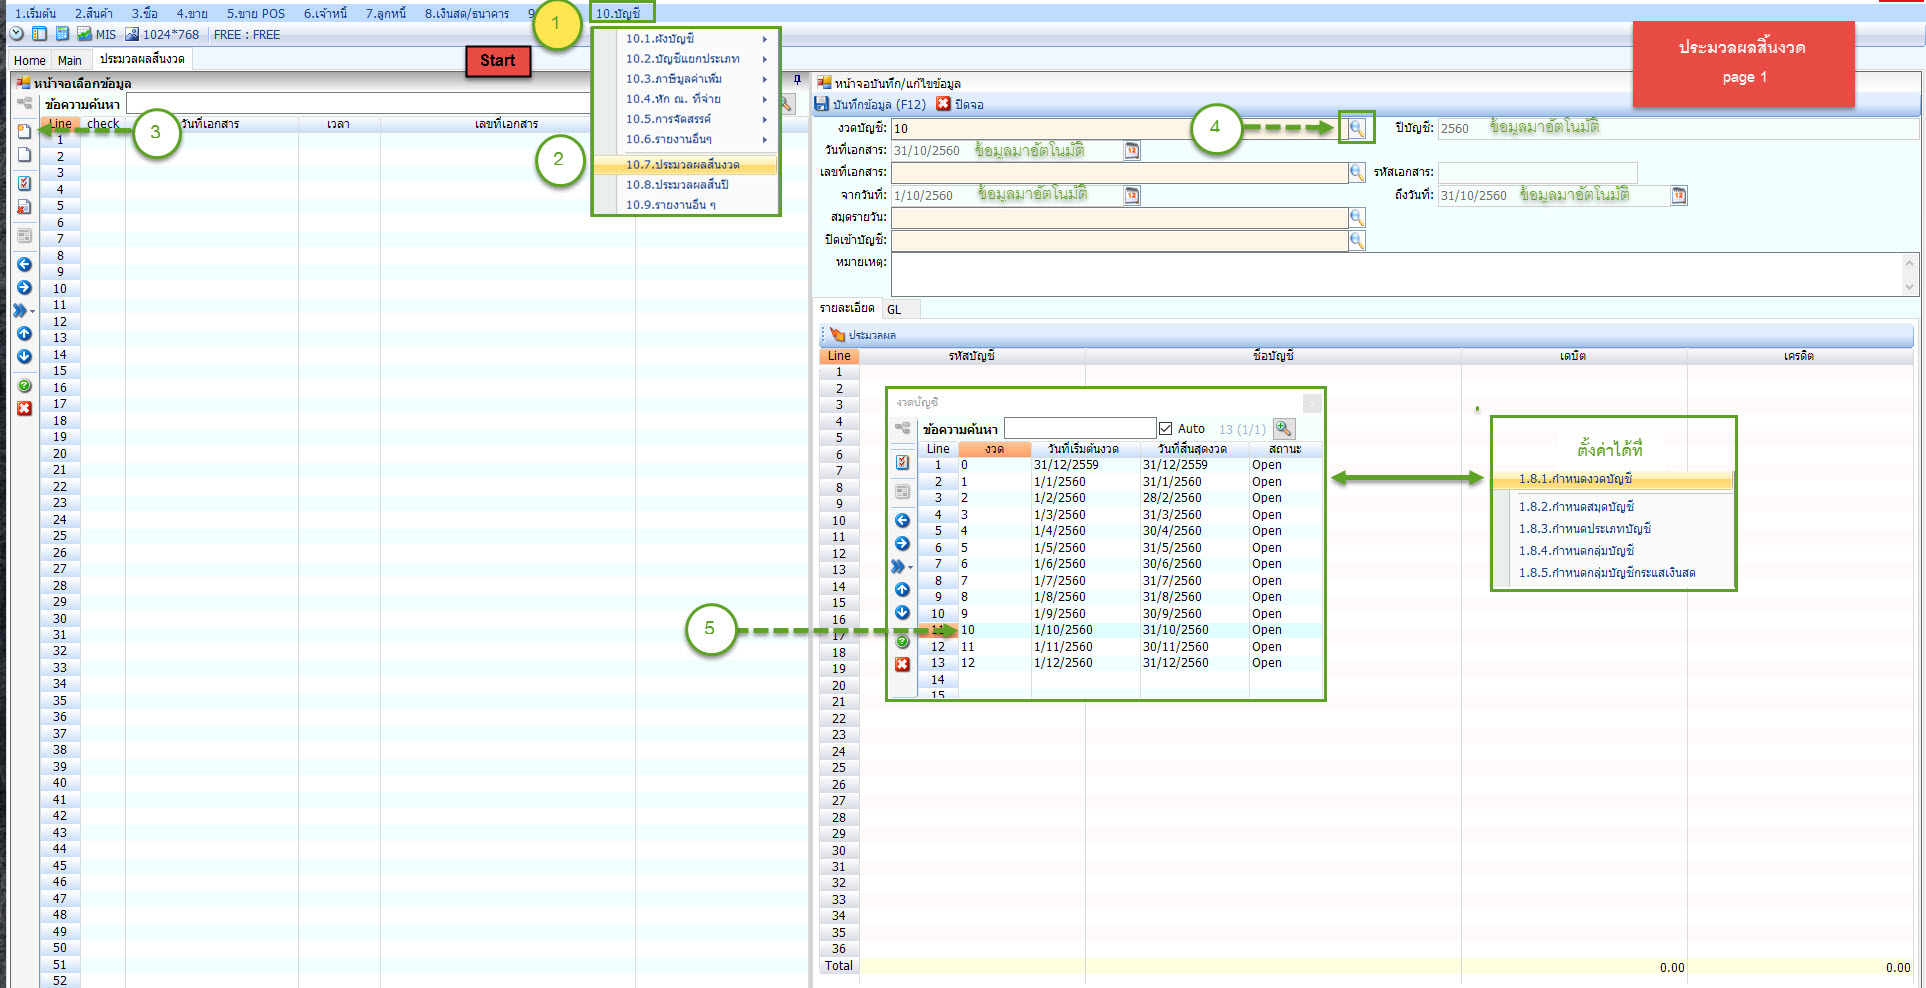 1.เริ่มต้น 2.สินค้า 3.ซื้อ 4.ขาย 5.ขาย POS 6.เจ้าหนี้ 7.ลูกหนี้ 8.เงินสด/ธนาคาร 9 10.บัญชี
1
MIS 1024*768 FREE : FREE
Home Main ประมวลผลสิ้นงวด
Start
10.1.ผังบัญชี
10.2.บัญชีแยกประเภท
10.3.ภาษีมูลค่าเพิ่ม
10.4.หัก ณ. ที่จ่าย
10.5.การจัดสรรค์
10.6.รายงานอื่นๆ
10.7.ประมวลผลสิ้นงวด
10.8.ประมวลผลสิ้นปี
10.9.รายงานอื่น ๆ
2
ประมวลผลสิ้นงวด
page 1
หน้าจอเลือกข้อมูล
ข้อความค้นหา
Line check วันที่เอกสาร เวลา เลขที่เอกสาร
3
1
2
3
4
5
6
7
8
9
10
11
12
13
14
15
16
17
18
19
20
21
22
23
24
25
26
27
28
29
30
31
32
33
34
35
36
37
38
39
40
41
42
43
44
45
46
47
48
49
50
51
52
หน้าจอบันทึก/แก้ไขข้อมูล
บันทึกข้อมูล (F12) ปิดจอ
งวดบัญชี: 10 4 ปีบัญชี: 2560 ข้อมูลมาอัตโนมัติ
วันที่เอกสาร: 31/10/2560 ข้อมูลมาอัตโนมัติ 12
เลขที่เอกสาร: รหัสเอกสาร:
จากวันที่: 1/10/2560 ข้อมูลมาอัตโนมัติ 12 ถึงวันที่: 31/10/2560 ข้อมูลมาอัตโนมัติ 12
สมุดรายวัน:
ปิดเข้าบัญชี:
หมายเหตุ:
รายละเอียด GL
ประมวลผล
Line รหัสบัญชี ชื่อบัญชี เดบิต เครดิต
1
2
3
4
5
6
7
8
9
10
11
12
13
14
15
16
17
18
19
20
21
22
23
24
25
26
27
28
29
30
31
32
33
34
35
36
Total 0.00 0.00
งวดบัญชี
ข้อความค้นหา Auto 13 (1/1)
Line งวด วันที่เริ่มต้นงวด วันที่สิ้นสุดงวด สถานะ
1 0 31/12/2559 31/12/2559 Open
2 1 1/1/2560 31/1/2560 Open
3 2 1/2/2560 28/2/2560 Open
4 3 1/3/2560 31/3/2560 Open
5 4 1/4/2560 30/4/2560 Open
6 5 1/5/2560 31/5/2560 Open
7 6 1/6/2560 30/6/2560 Open
8 7 1/7/2560 31/7/2560 Open
9 8 1/8/2560 31/8/2560 Open
10 9 1/9/2560 30/9/2560 Open
11 10 1/10/2560 31/10/2560 Open
12 11 1/11/2560 30/11/2560 Open
13 12 1/12/2560 31/12/2560 Open
14
15
5
ตั้งค่าได้ที่
1.8.1.กำหนดงวดบัญชี
1.8.2.กำหนดสมุดบัญชี
1.8.3.กำหนดประเภทบัญชี
1.8.4.กำหนดกลุ่มบัญชี
1.8.5.กำหนดกลุ่มบัญชีกระแสเงินสด